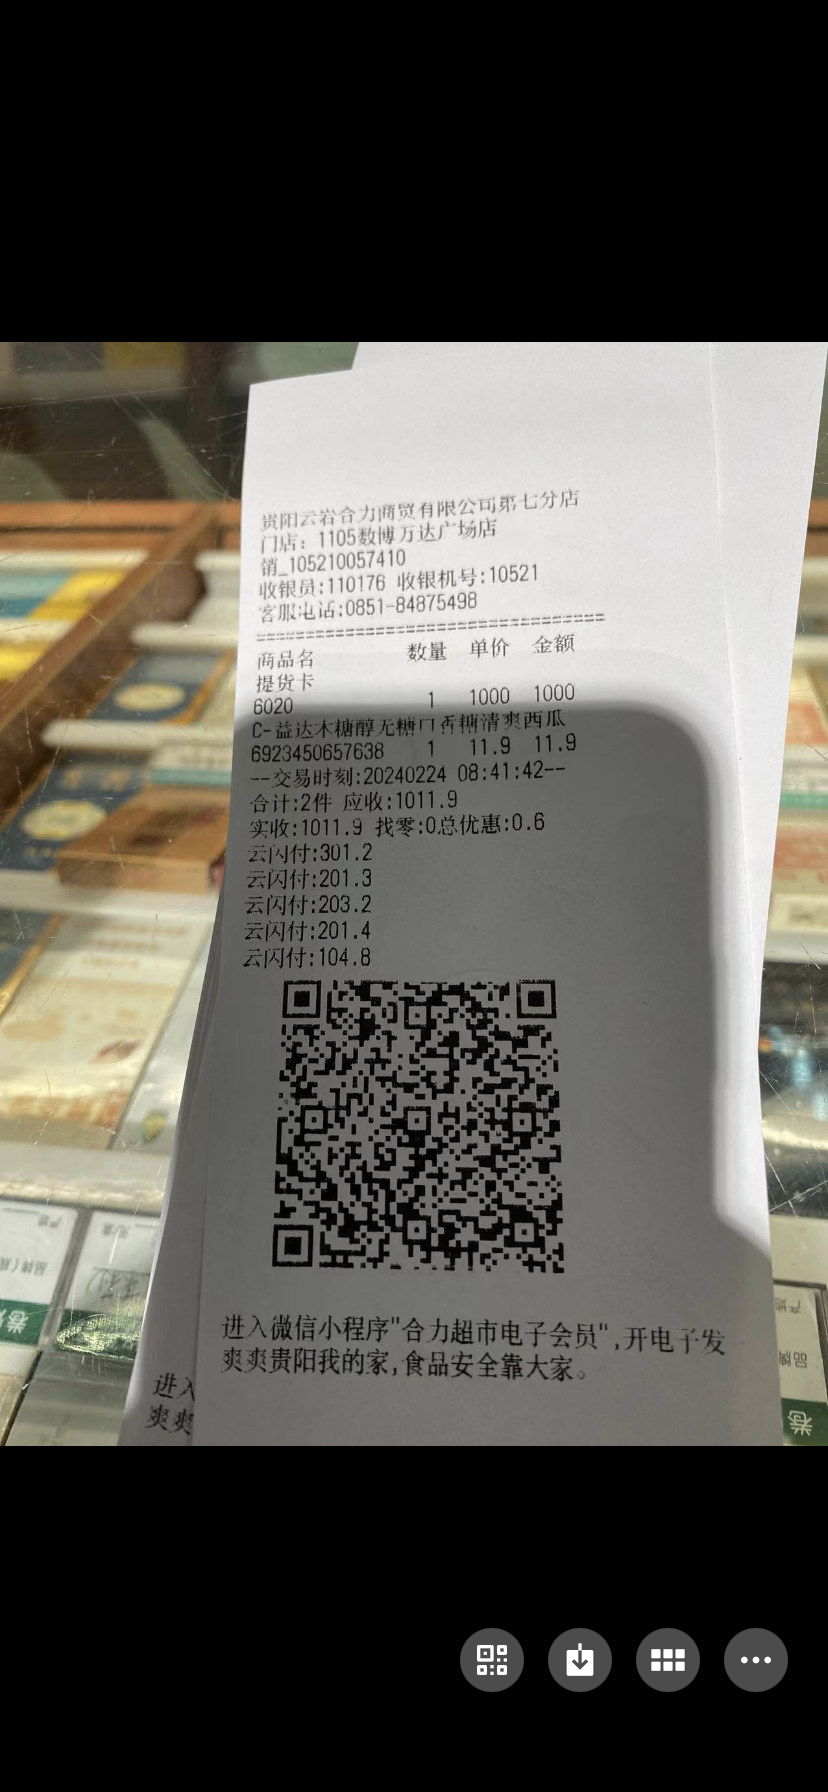 贵阳云岩合力商贸有限公司第七分店
门店: 1105数博万达广场店
销_105210057410
收银员:110176 收银机号:10521
客服电话:0851-84875498
==================================
商品名 数量 单价 金额
提货卡
6020 1 1000 1000
C-益达木糖醇无糖口香糖清爽西瓜
6923450657638 1 11.9 11.9
--交易时刻:20240224 08:41:42--
合计:2件 应收:1011.9
实收:1011.9 找零:0总优惠:0.6
云闪付:301.2
云闪付:201.3
云闪付:203.2
云闪付:201.4
云闪付:104.8
进入微信小程序"合力超市电子会员",开电子发
爽爽贵阳我的家,食品安全靠大家。
进入
爽爽
卷
卷